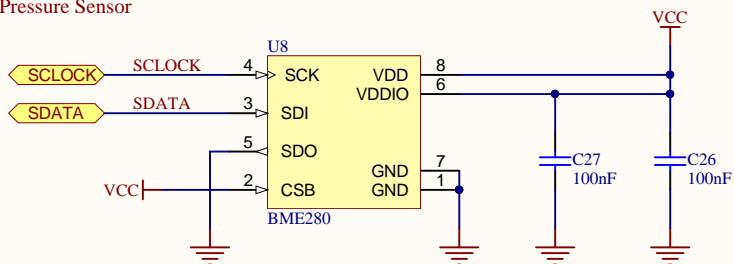 Pressure Sensor
VCC
U8
SCLOCK SCLOCK 4 SCK VDD 8
VDDIO 6
SDATA SDATA 3 SDI
5 SDO
GND 7
VCC 2 CSB GND 1
C27 C26
100nF 100nF
BME280